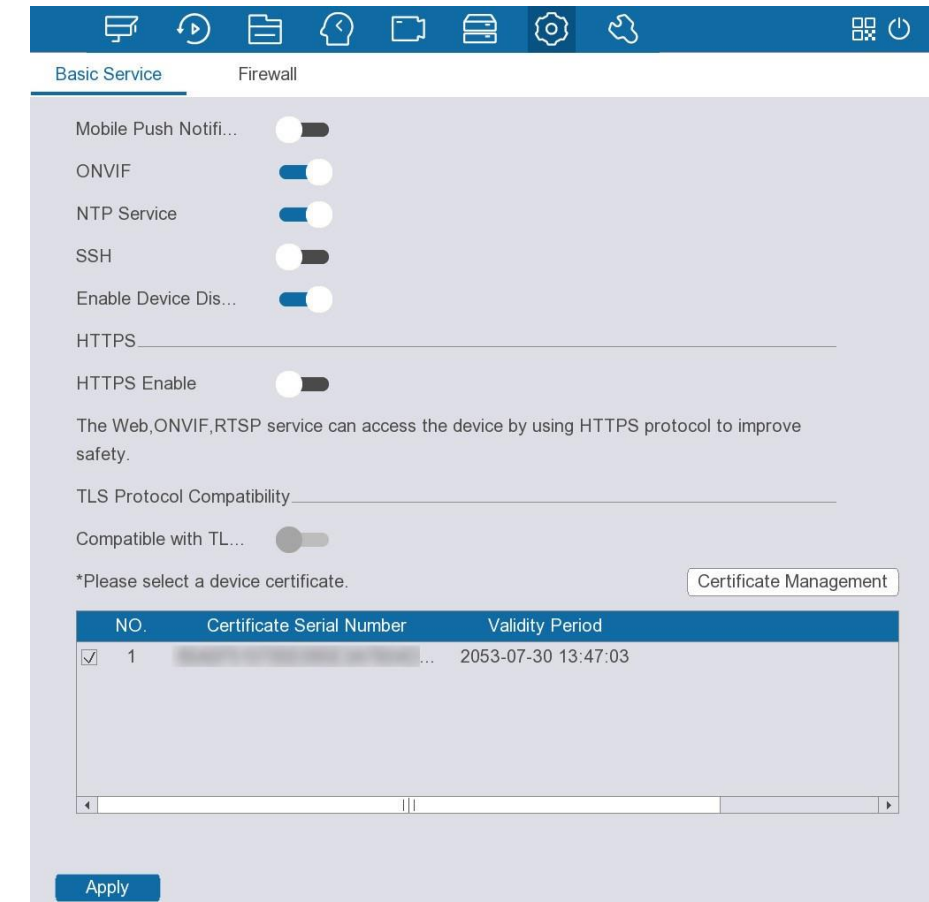 Basic Service Firewall
Mobile Push Notifi...
ONVIF
NTP Service
SSH
Enable Device Dis...
HTTPS
HTTPS Enable
The Web,ONVIF,RTSP service can access the device by using HTTPS protocol to improve
safety.
TLS Protocol Compatibility
Compatible with TL...
*Please select a device certificate. Certificate Management
NO. Certificate Serial Number Validity Period
1 ... 2053-07-30 13:47:03
Apply